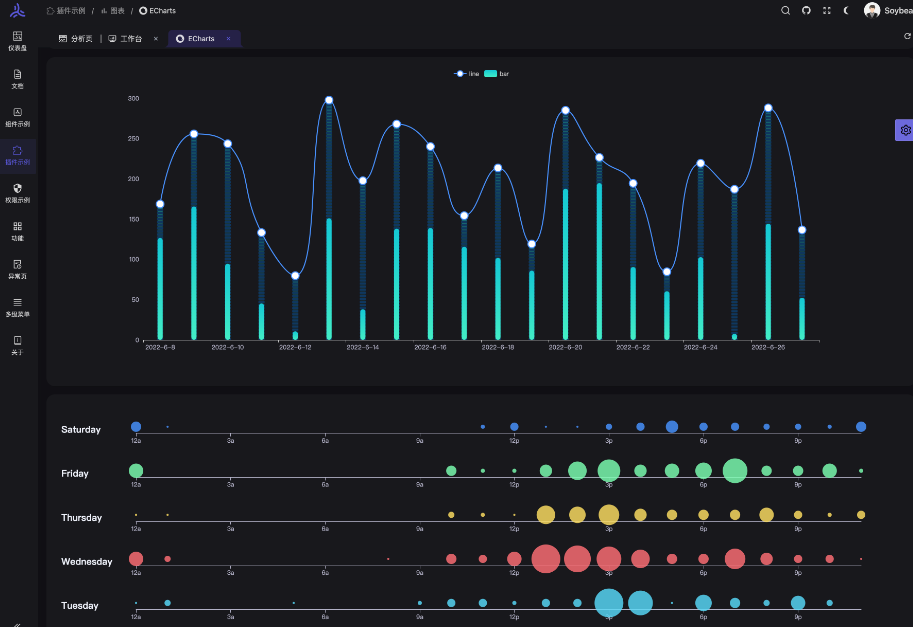 插件示例 / 图表 / ECharts
Soybea
分析页
工作台
ECharts
仪表盘
文档
组件示例
插件示例
权限示例
功能
异常页
多级菜单
关于
line bar
300
250
200
150
100
50
0
2022-6-8 2022-6-10 2022-6-12 2022-6-14 2022-6-16 2022-6-18 2022-6-20 2022-6-22 2022-6-24 2022-6-26
Saturday
12a 3a 6a 9a 12p 3p 6p 9p
Friday
12a 3a 6a 9a 12p 3p 6p 9p
Thursday
12a 3a 6a 9a 12p 3p 6p 9p
Wednesday
12a 3a 6a 9a 12p 3p 6p 9p
Tuesday
12a 3a 6a 9a 12p 3p 6p 9p